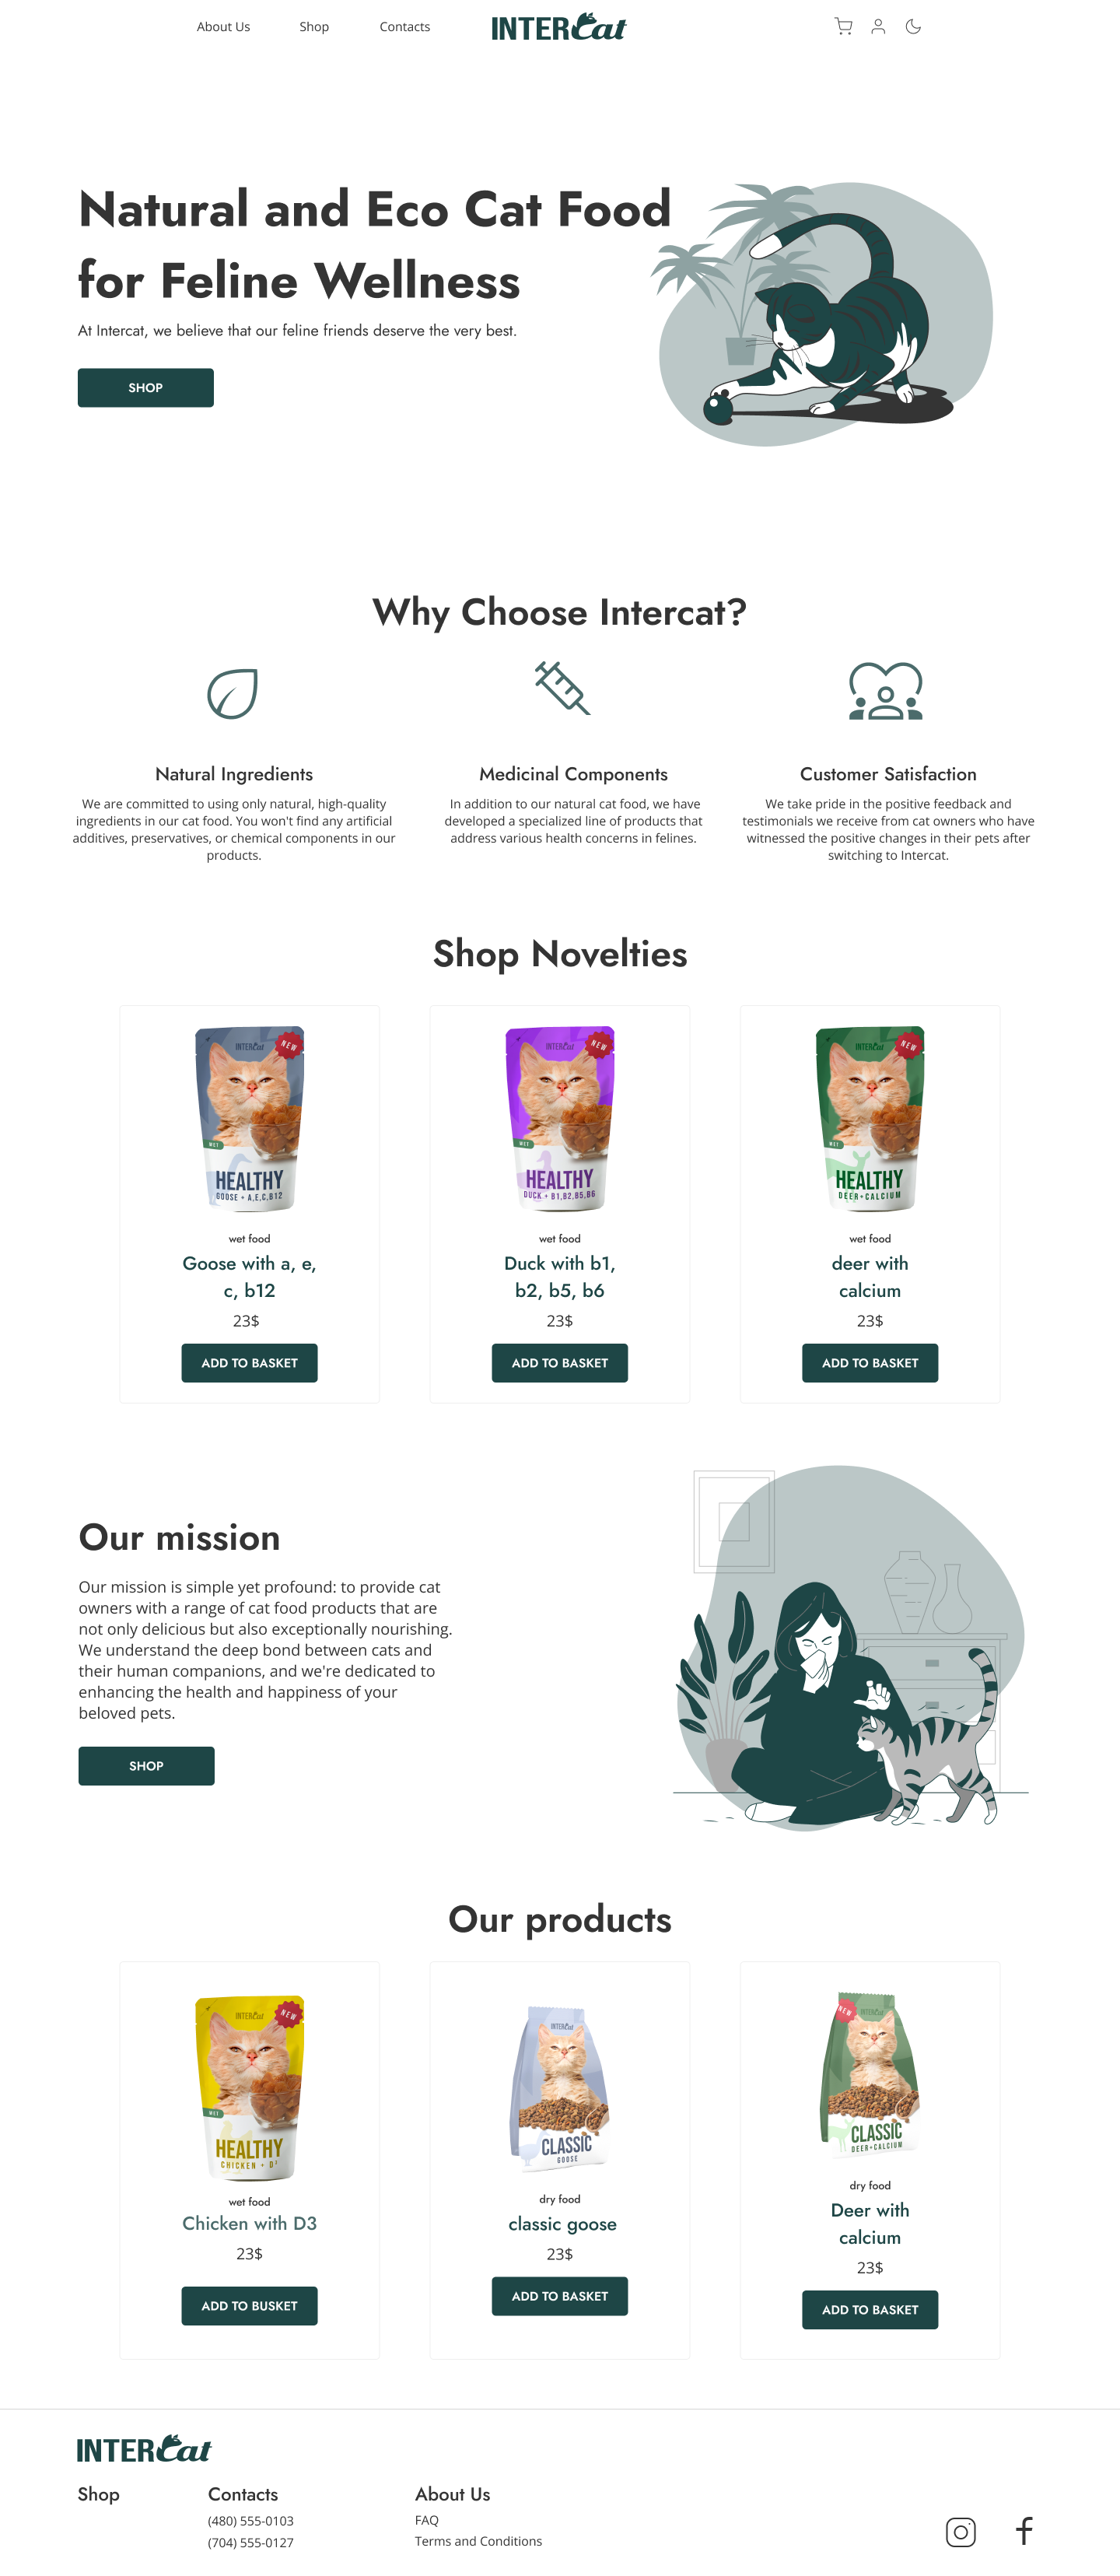 About Us
Shop
Contacts
INTERCat
Natural and Eco Cat Food
for Feline Wellness
At Intercat, we believe that our feline friends deserve the very best.
SHOP
Why Choose Intercat?
Natural Ingredients
We are committed to using only natural, high-quality
ingredients in our cat food. You won't find any artificial
additives, preservatives, or chemical components in our
products.
Medicinal Components
In addition to our natural cat food, we have
developed a specialized line of products that
address various health concerns in felines.
Customer Satisfaction
We take pride in the positive feedback and
testimonials we receive from cat owners who have
witnessed the positive changes in their pets after
switching to Intercat.
Shop Novelties
INTERCat
NEW
WET
HEALTHY
GOOSE + A,E,C,B12
wet food
Goose with a, e,
c, b12
23$
ADD TO BASKET
INTERCat
NEW
WET
HEALTHY
DUCK + B1,B2,B5,B6
wet food
Duck with b1,
b2, b5, b6
23$
ADD TO BASKET
INTERCat
NEW
WET
HEALTHY
DEER+CALCIUM
wet food
deer with
calcium
23$
ADD TO BASKET
Our mission
Our mission is simple yet profound: to provide cat
owners with a range of cat food products that are
not only delicious but also exceptionally nourishing.
We understand the deep bond between cats and
their human companions, and we're dedicated to
enhancing the health and happiness of your
beloved pets.
SHOP
Our products
INTERCat
NEW
WET
HEALTHY
CHICKEN +
wet food
Chicken with D3
23$
ADD TO BUSKET
INTERCat
CLASSIC
GOOSE
dry food
classic goose
23$
ADD TO BASKET
NEW
INTERCat
CLASSIC
DEER+CALCIUM
dry food
Deer with
calcium
23$
ADD TO BASKET
INTERCat
Shop
Contacts
(480) 555-0103
(704) 555-0127
About Us
FAQ
Terms and Conditions